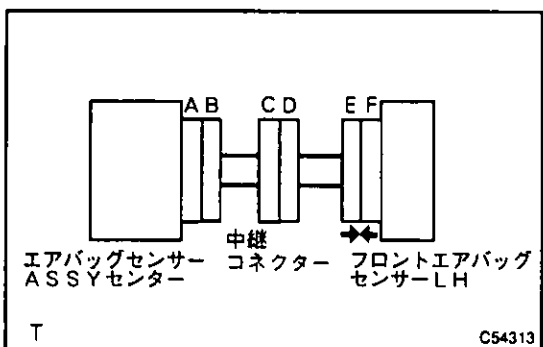 A B C D E F
中継
コネクター
エアバッグセンサー
ＡＳＳＹセンター
フロントエアバッグ
センサーＬＨ
T
C54313